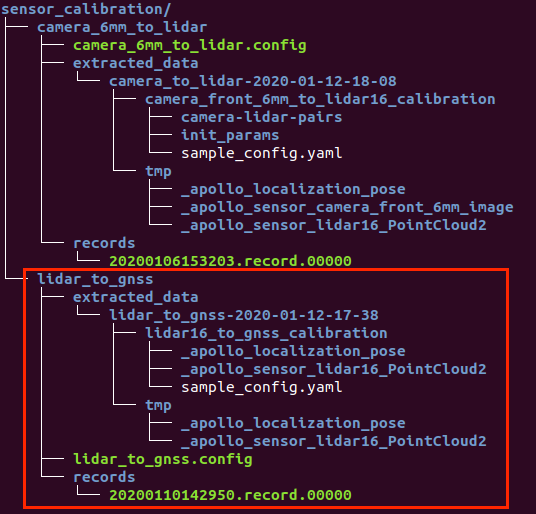 sensor_calibration/
├── camera_6mm_to_lidar
│   ├── camera_6mm_to_lidar.config
│   ├── extracted_data
│   │   └── camera_to_lidar-2020-01-12-18-08
│   │       ├── camera_front_6mm_to_lidar16_calibration
│   │       │   ├── camera-lidar-pairs
│   │       │   ├── init_params
│   │       │   └── sample_config.yaml
│   │       └── tmp
│   │           ├── _apollo_localization_pose
│   │           ├── _apollo_sensor_camera_front_6mm_image
│   │           └── _apollo_sensor_lidar16_PointCloud2
│   └── records
│       └── 20200106153203.record.00000
└── lidar_to_gnss
    ├── extracted_data
    │   └── lidar_to_gnss-2020-01-12-17-38
    │       ├── lidar16_to_gnss_calibration
    │       │   ├── _apollo_localization_pose
    │       │   ├── _apollo_sensor_lidar16_PointCloud2
    │       │   └── sample_config.yaml
    │       └── tmp
    │           ├── _apollo_localization_pose
    │           └── _apollo_sensor_lidar16_PointCloud2
    ├── lidar_to_gnss.config
    └── records
        └── 20200110142950.record.00000